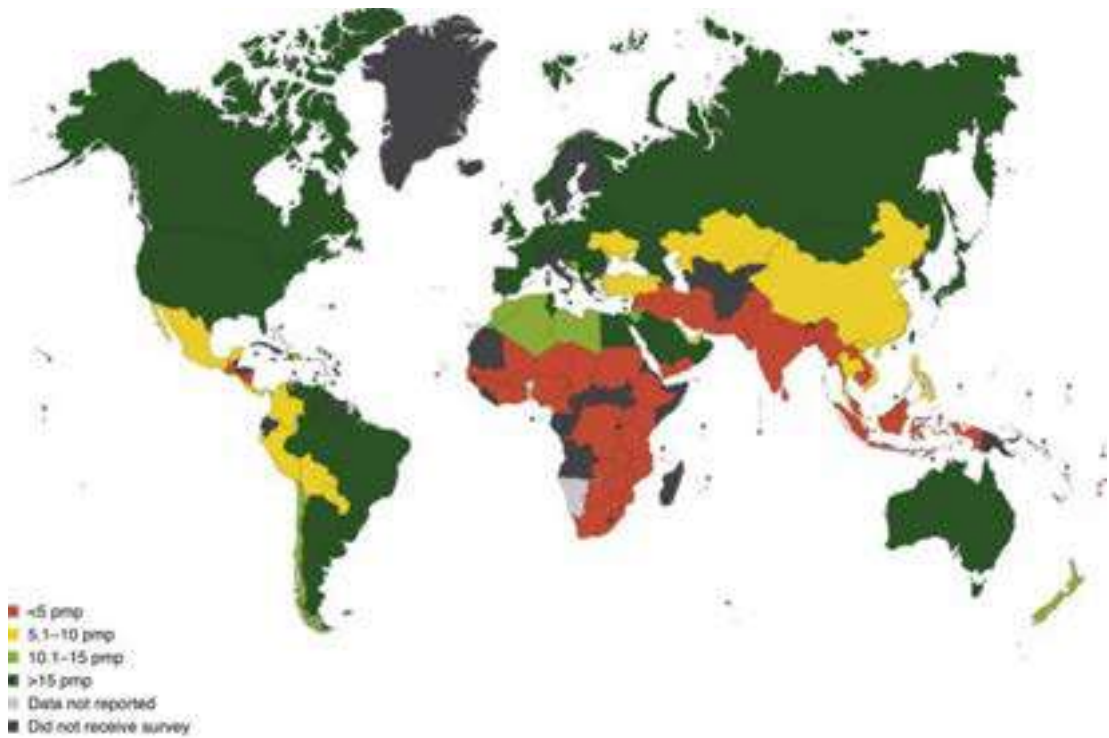 <5 pmp
5.1–10 pmp
10.1–15 pmp
>15 pmp
Data not reported
Did not receive survey